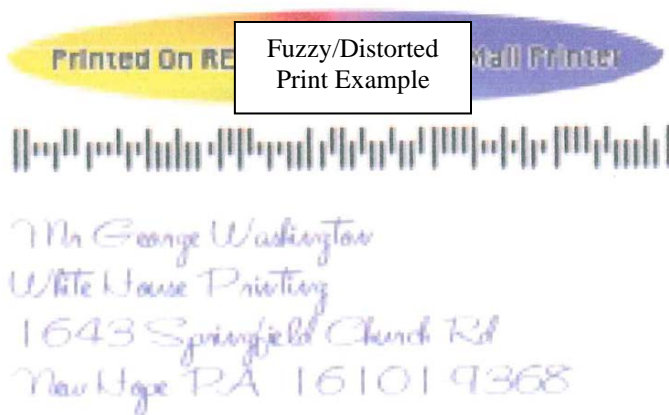 Printed On RE
Fuzzy/Distorted
Print Example
Mail Printer
Mr George Washington
White House Printing
1643 Springfield Church Rd
New Hope PA 16101 9368